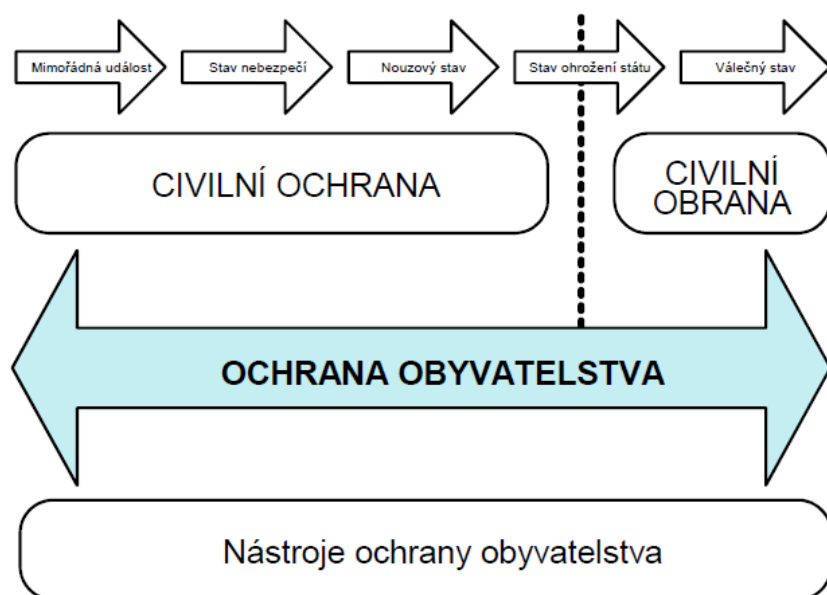 Mimořádná událost
Stav nebezpečí
Nouzový stav
Stav ohrožení státu
Válečný stav
CIVILNÍ OCHRANA
CIVILNÍ
OBRANA
OCHRANA OBYVATELSTVA
Nástroje ochrany obyvatelstva